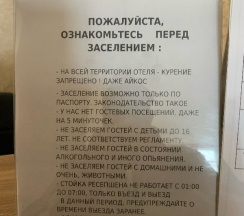 ПОЖАЛУЙСТА,
ОЗНАКОМЬТЕСЬ ПЕРЕД
ЗАСЕЛЕНИЕМ :
- НА ВСЕЙ ТЕРРИТОРИИ ОТЕЛЯ - КУРЕНИЕ
ЗАПРЕЩЕНО ! ДАЖЕ АЙКОС.
- ЗАСЕЛЕНИЕ ВОЗМОЖНО ТОЛЬКО ПО
ПАСПОРТУ. ЗАКОНОДАТЕЛЬСТВО ТАКОЕ
- У НАС НЕТ ГОСТЕВЫХ ПОСЕЩЕНИЙ. ДАЖЕ
НА 5 МИНУТОЧЕК.
- НЕ ЗАСЕЛЯЕМ ГОСТЕЙ С ДЕТЬМИ ДО 16
ЛЕТ. НЕ СООТВЕТСТВУЕМ РЕГЛАМЕНТУ
- НЕ ЗАСЕЛЯЕМ ГОСТЕЙ В СОСТОЯНИИ
АЛКОГОЛЬНОГО И ИНОГО ОПЬЯНЕНИЯ.
- НЕ ЗАСЕЛЯЕМ ГОСТЕЙ С ДОМАШНИМИ И НЕ
ОЧЕНЬ, ЖИВОТНЫМИ.
- СТОЙКА РЕСЕПШЕНА НЕ РАБОТАЕТ С 01:00
ДО 07:00. ТОЛЬКО ВЪЕЗД И ВЫЕЗД
В ДАННЫЙ ПЕРИОД. ПРЕДУПРЕЖДАЙТЕ О
ВРЕМЕНИ ВЫЕЗДА ЗАРАНЕЕ.